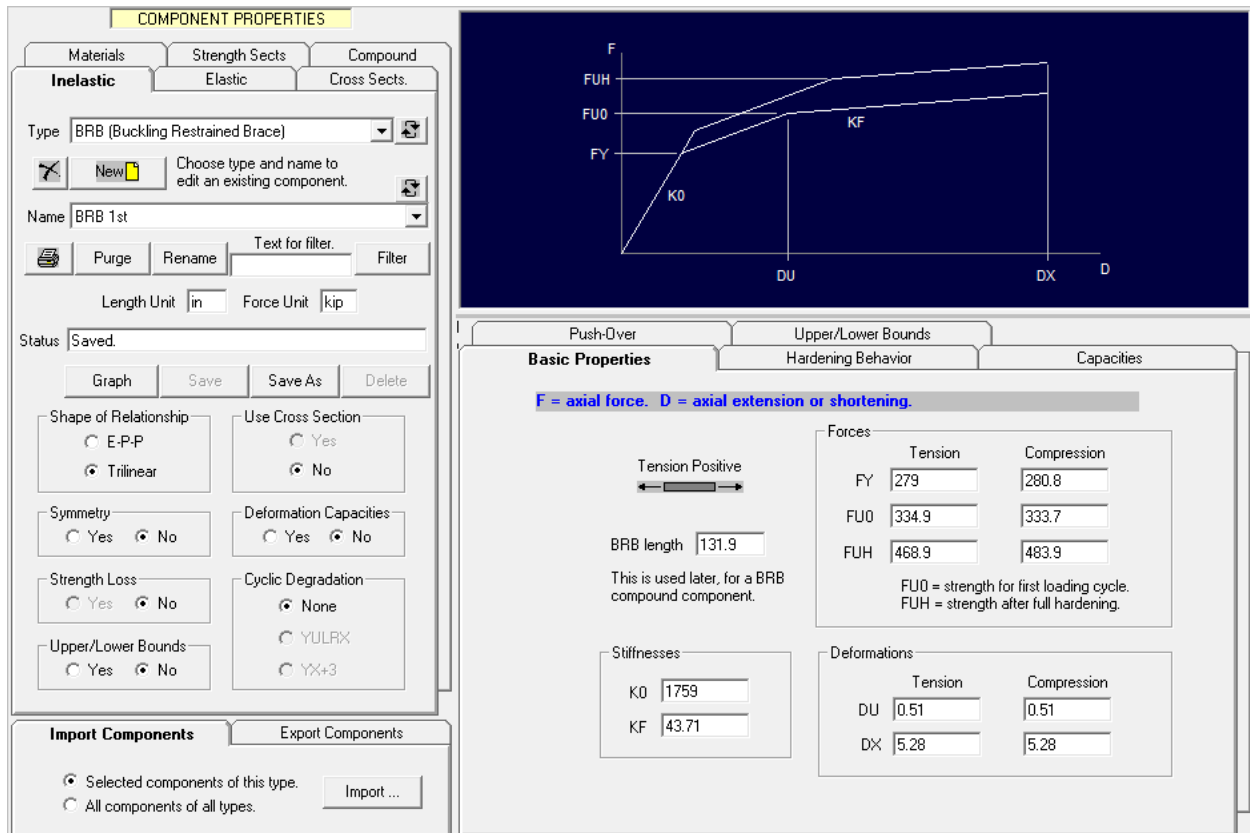 COMPONENT PROPERTIES
Materials
Strength Sects
Compound
Inelastic
Elastic
Cross Sects.
Type
BRB (Buckling Restrained Brace)
New
Choose type and name to
edit an existing component.
Name
BRB 1st
Purge
Rename
Text for filter.
Filter
Length Unit
in
Force Unit
kip
Status
Saved.
Graph
Save
Save As
Delete
Shape of Relationship
E-P-P
Trilinear
Use Cross Section
Yes
No
Symmetry
Yes
No
Deformation Capacities
Yes
No
Strength Loss
Yes
No
Cyclic Degradation
None
YULRX
YX+3
Upper/Lower Bounds
Yes
No
Import Components
Export Components
Selected components of this type.
All components of all types.
Import ...
F
FUH
FU0
FY
K0
KF
DU
DX
D
Push-Over
Upper/Lower Bounds
Basic Properties
Hardening Behavior
Capacities
F = axial force. D = axial extension or shortening.
Tension Positive
BRB length
131.9
This is used later, for a BRB
compound component.
Forces
Tension
Compression
FY
279
280.8
FU0
334.9
333.7
FUH
468.9
483.9
FU0 = strength for first loading cycle.
FUH = strength after full hardening.
Stiffnesses
K0
1759
KF
43.71
Deformations
Tension
Compression
DU
0.51
0.51
DX
5.28
5.28